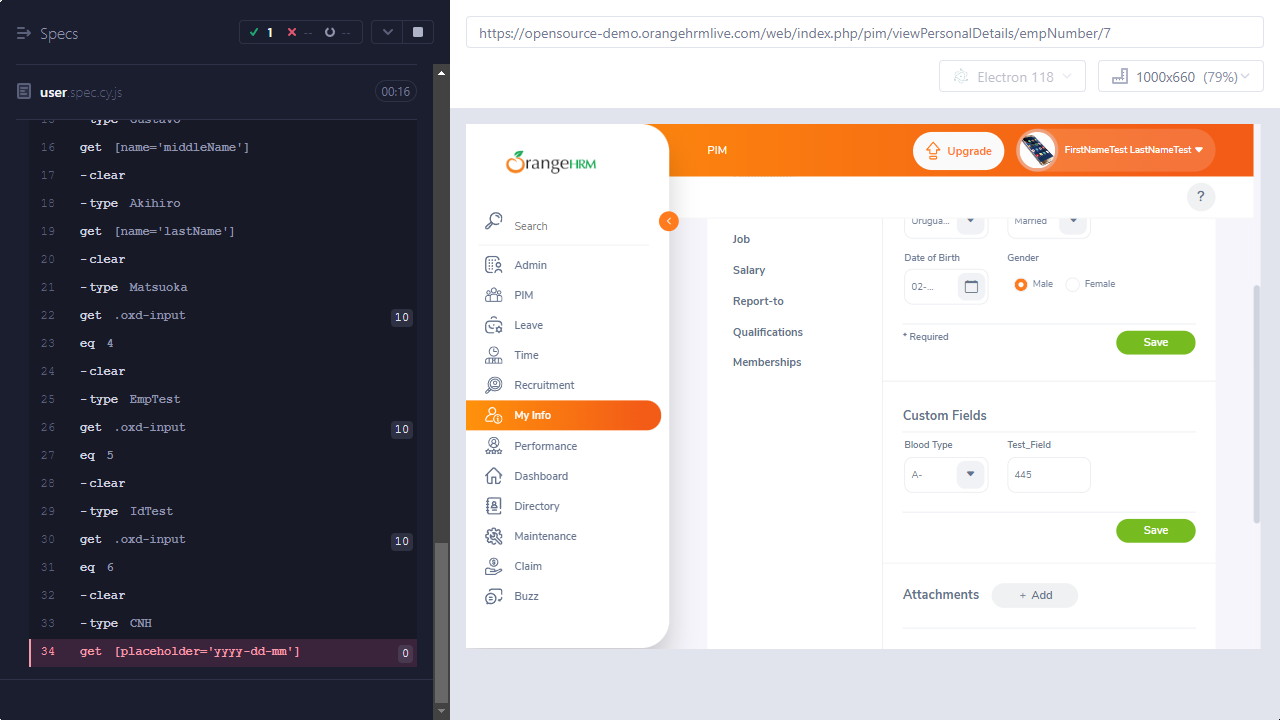 Specs
1
--
--
user.spec.cy.js
00:16
15 -type Gustavo
16 get [name='middleName']
17 -clear
18 -type Akihiro
19 get [name='lastName']
20 -clear
21 -type Matsuoka
22 get .oxd-input 10
23 eq 4
24 -clear
25 -type EmpTest
26 get .oxd-input 10
27 eq 5
28 -clear
29 -type IdTest
30 get .oxd-input 10
31 eq 6
32 -clear
33 -type CNH
34 get [placeholder='yyyy-dd-mm'] 0
https://opensource-demo.orangehrmlive.com/web/index.php/pim/viewPersonalDetails/empNumber/7
Electron 118
1000x660 (79%)
OrangeHRM
Search
Admin
PIM
Leave
Time
Recruitment
My Info
Performance
Dashboard
Directory
Maintenance
Claim
Buzz
PIM
Upgrade
FirstNameTest LastNameTest
?
Job
Salary
Report-to
Qualifications
Memberships
Urugua...
Married
Date of Birth
Gender
02-...
Male
Female
* Required
Save
Custom Fields
Blood Type
Test_Field
A-
445
Save
Attachments
+ Add